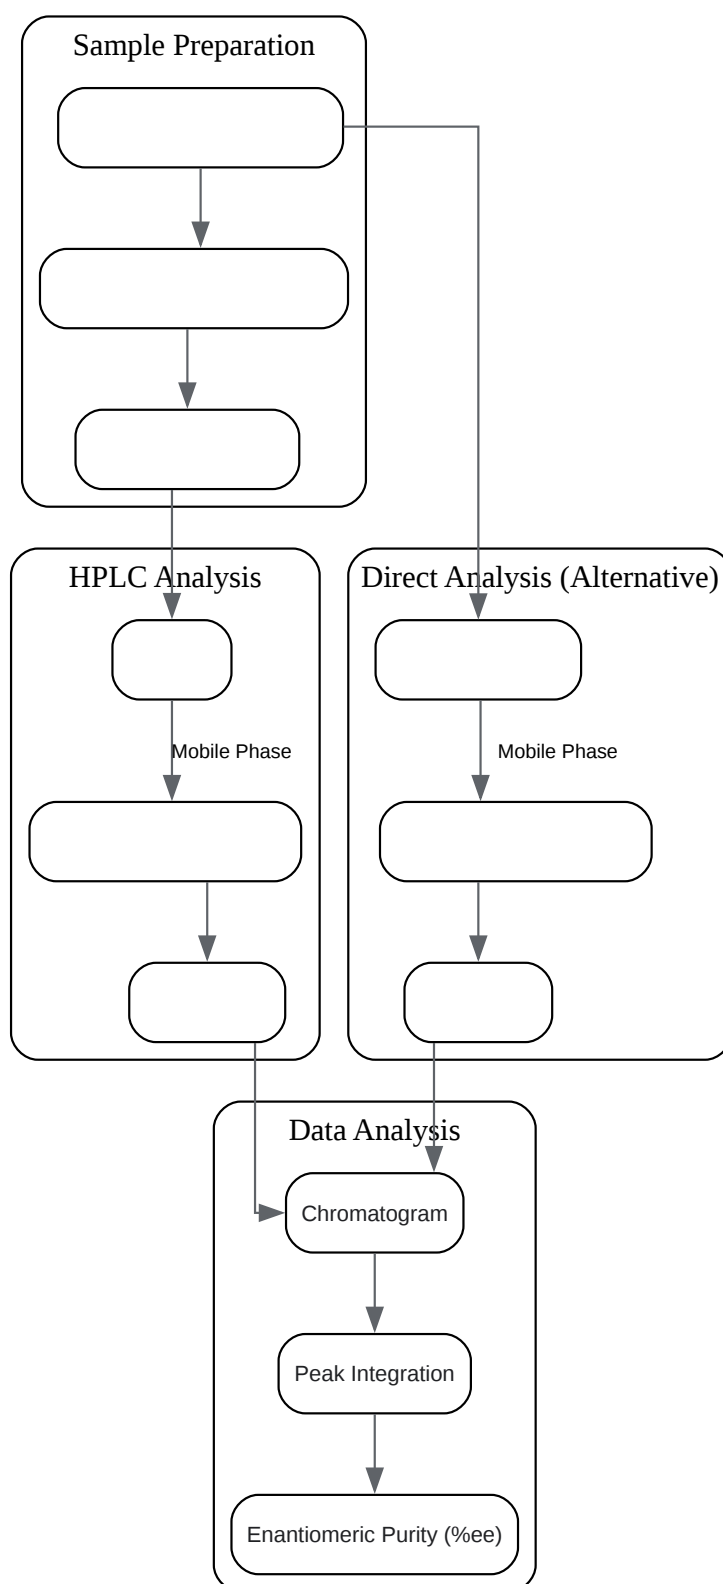 Sample Preparation
HPLC Analysis
Direct Analysis (Alternative)
Mobile Phase
Mobile Phase
Data Analysis
Chromatogram
Peak Integration
Enantiomeric Purity (%ee)